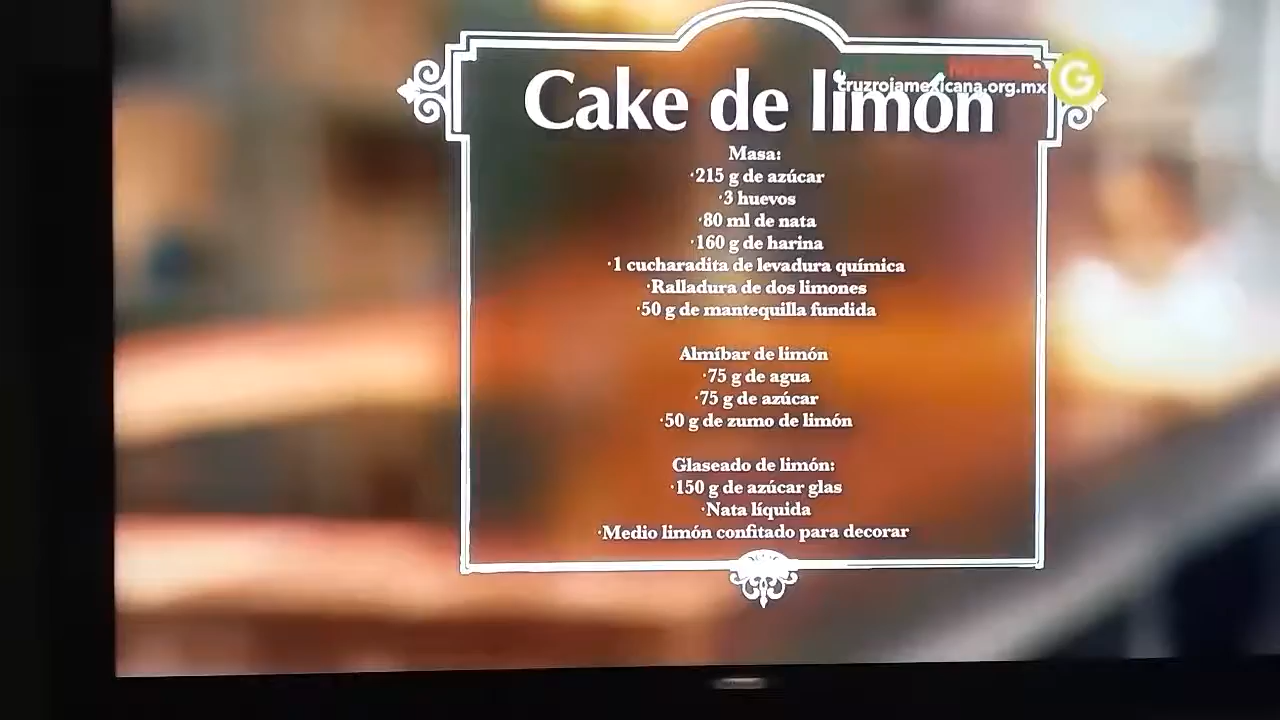 Cake de limón
cruzrojamexicana.org.mx
G
Masa:
·215 g de azúcar
·3 huevos
·80 ml de nata
·160 g de harina
·1 cucharadita de levadura química
·Ralladura de dos limones
·50 g de mantequilla fundida
Almíbar de limón
·75 g de agua
·75 g de azúcar
·50 g de zumo de limón
Glaseado de limón:
·150 g de azúcar glas
·Nata líquida
·Medio limón confitado para decorar